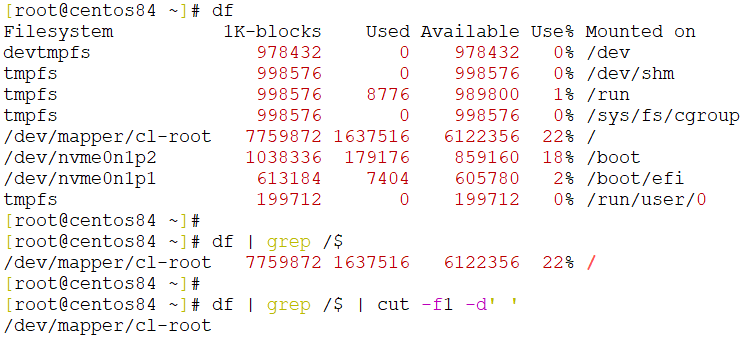 [root@centos84 ~]# df
Filesystem          1K-blocks    Used Available Use% Mounted on
devtmpfs               978432       0    978432   0% /dev
tmpfs                  998576       0    998576   0% /dev/shm
tmpfs                  998576    8776    989800   1% /run
tmpfs                  998576       0    998576   0% /sys/fs/cgroup
/dev/mapper/cl-root   7759872 1637516   6122356  22% /
/dev/nvme0n1p2        1038336  179176    859160  18% /boot
/dev/nvme0n1p1         613184    7404    605780   2% /boot/efi
tmpfs                  199712       0    199712   0% /run/user/0
[root@centos84 ~]#
[root@centos84 ~]# df | grep /$
/dev/mapper/cl-root   7759872 1637516   6122356  22% /
[root@centos84 ~]#
[root@centos84 ~]# df | grep /$ | cut -f1 -d' '
/dev/mapper/cl-root